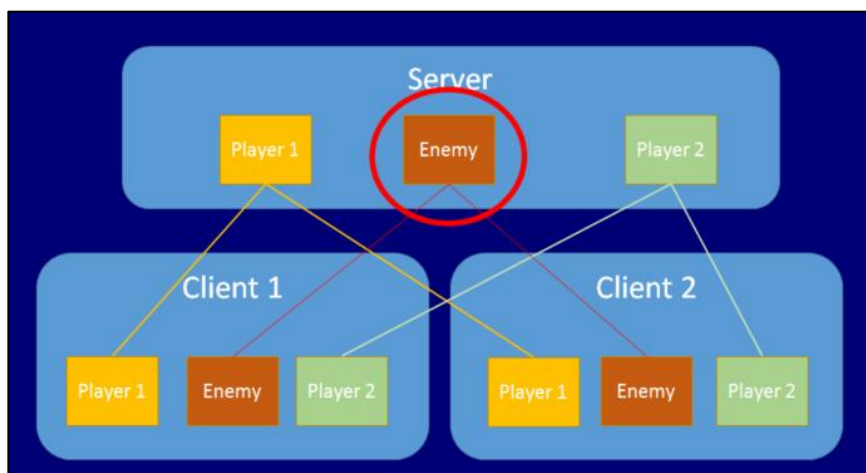 Server
Player 1
Enemy
Player 2
Client 1
Client 2
Player 1
Enemy
Player 2
Player 1
Enemy
Player 2